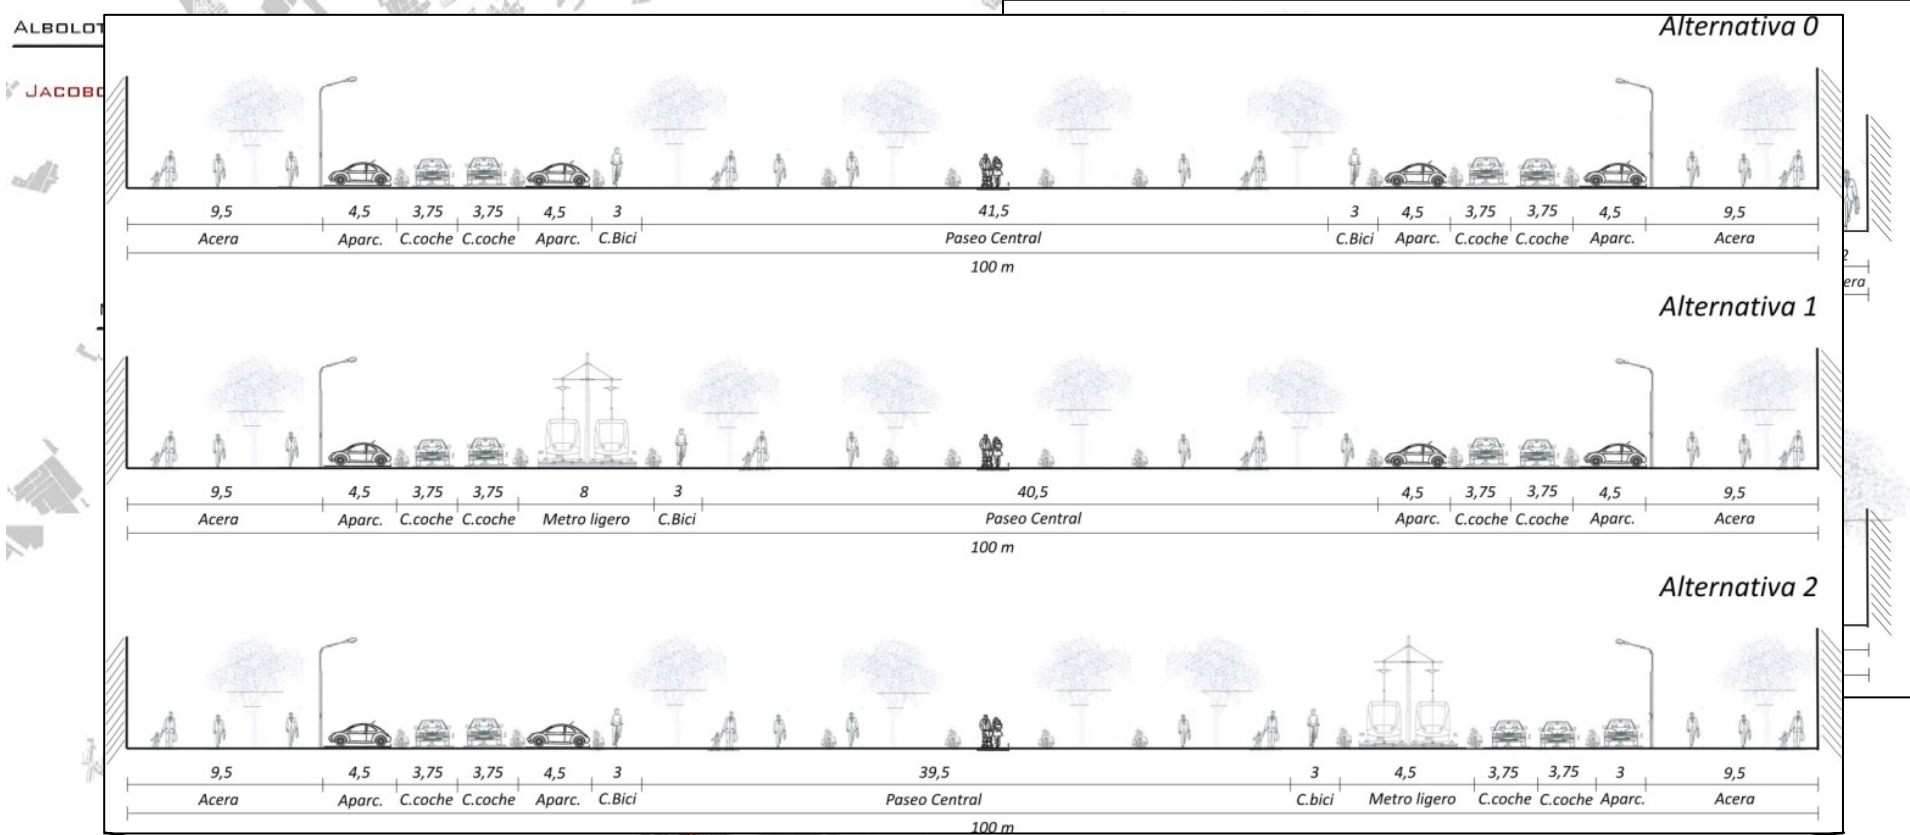 Alternativa 0
9,5 4,5 3,75 3,75 4,5 3 41,5 3 4,5 3,75 3,75 4,5 9,5
Acera Aparc. C.coche C.coche Aparc. C.Bici Paseo Central C.Bici Aparc. C.coche C.coche Aparc. Acera
100 m
Alternativa 1
9,5 4,5 3,75 3,75 8 3 40,5 4,5 3,75 3,75 4,5 9,5
Acera Aparc. C.coche C.coche Metro ligero C.Bici Paseo Central Aparc. C.coche C.coche Aparc. Acera
100 m
Alternativa 2
9,5 4,5 3,75 3,75 4,5 3 39,5 3 4,5 3,75 3,75 3 9,5
Acera Aparc. C.coche C.coche Aparc. C.Bici Paseo Central C.bici Metro ligero C.coche C.coche Aparc. Acera
100 m